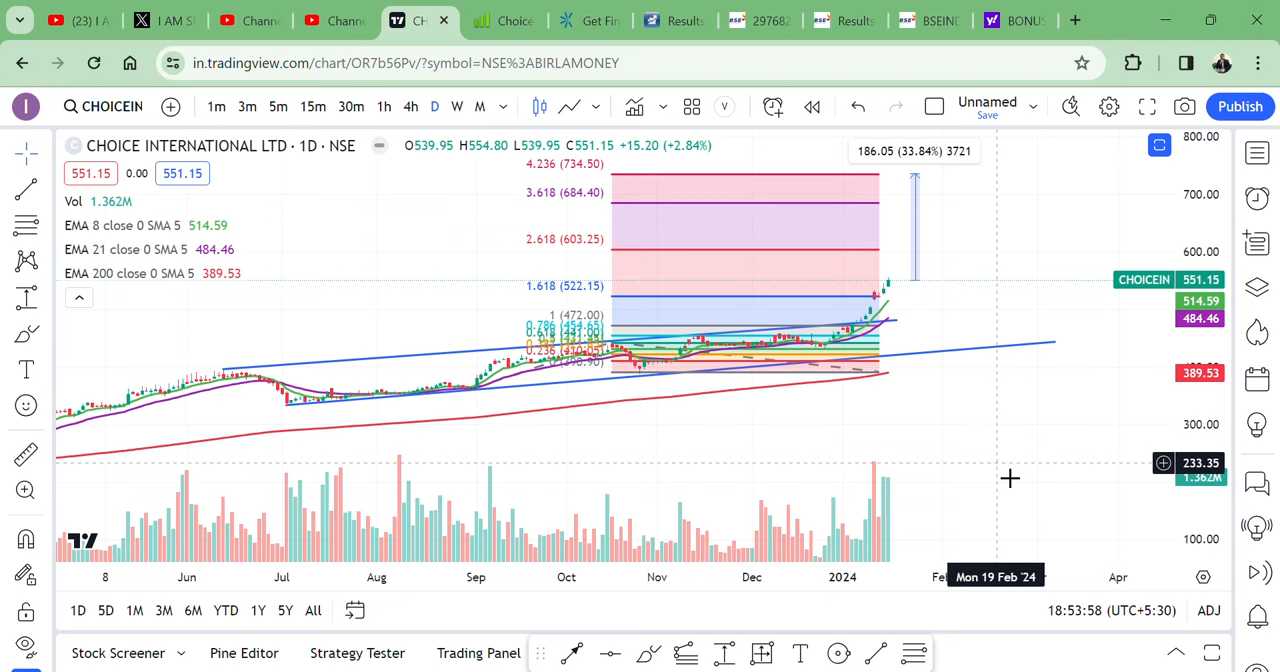 (23) I A
I AM S
Chann
Chann
CH
Choice
Get Fin
Results
297682
Results
BSEIND
BONUS
in.tradingview.com/chart/OR7b56Pv/?symbol=NSE%3ABIRLAMONEY
I
CHOICEIN
1m 3m 5m 15m 30m 1h 4h D W M
V
Unnamed
Save
Publish
C CHOICE INTERNATIONAL LTD · 1D · NSE
O539.95 H554.80 L539.95 C551.15 +15.20 (+2.84%)
551.15 0.00 551.15
Vol 1.362M
EMA 8 close 0 SMA 5 514.59
EMA 21 close 0 SMA 5 484.46
EMA 200 close 0 SMA 5 389.53
186.05 (33.84%) 3721
4.236 (734.50)
3.618 (684.40)
2.618 (603.25)
1.618 (522.15)
1 (472.00)
0.786 (454.65)
0.618 (441.00)
800.00
700.00
600.00
CHOICEIN 551.15
514.59
484.46
389.53
300.00
233.35
1.362M
100.00
8 Jun Jul Aug Sep Oct Nov Dec 2024 Mon 19 Feb '24 Apr
1D 5D 1M 3M 6M YTD 1Y 5Y All
18:53:58 (UTC+5:30) ADJ
Stock Screener Pine Editor Strategy Tester Trading Panel